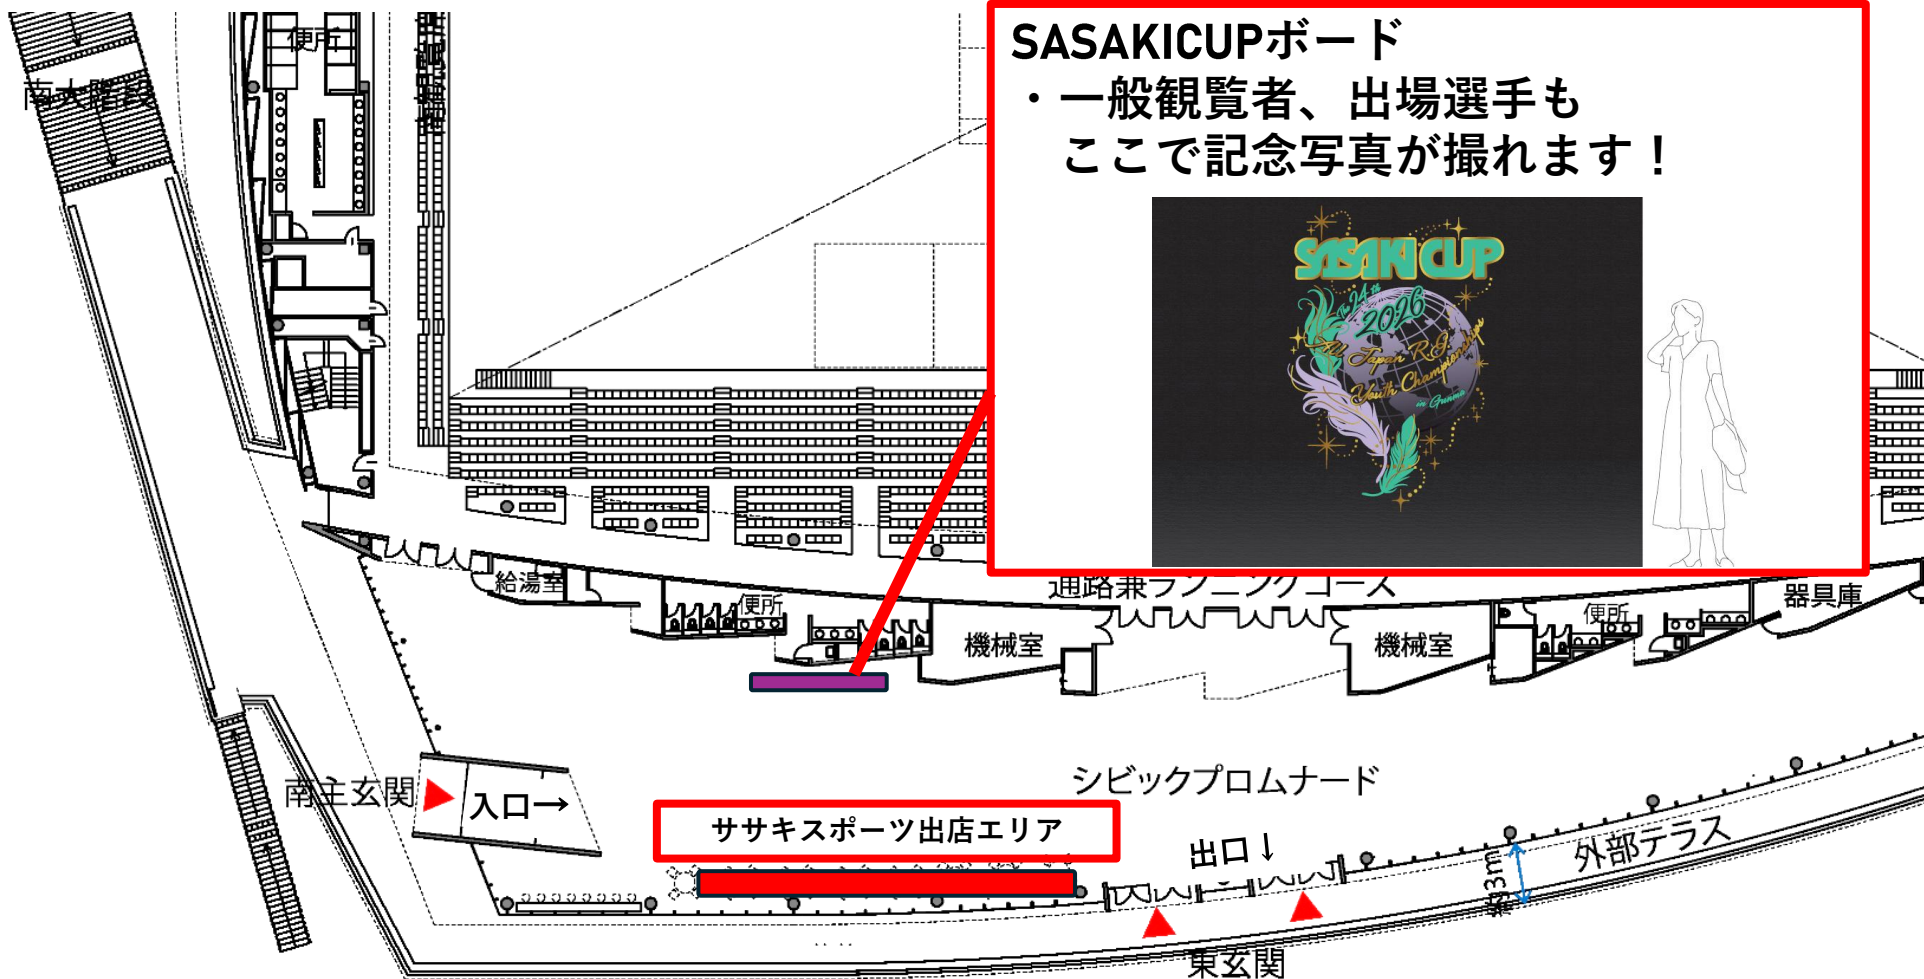 SASAKICUPボード
・一般観覧者、出場選手も
ここで記念写真が撮れます！
SASAKI CUP
The 24th
2026
All Japan R.G.
Youth Championships
in Gunma
便所
南大階段
給湯室
便所
通路兼ランニングコース
機械室
機械室
便所
器具庫
シビックプロムナード
南主玄関
入口→
ササキスポーツ出店エリア
出口↓
約3m
外部テラス
東玄関